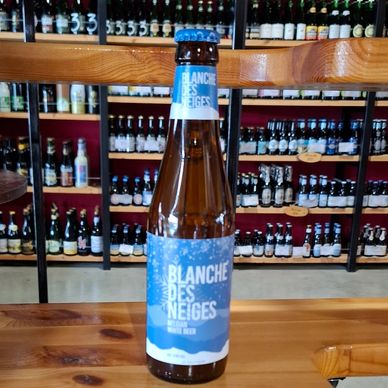 BLANCHE
DES
NEIGES
BLANCHE
DES
NEIGES
BELGIAN
WHITE BEER